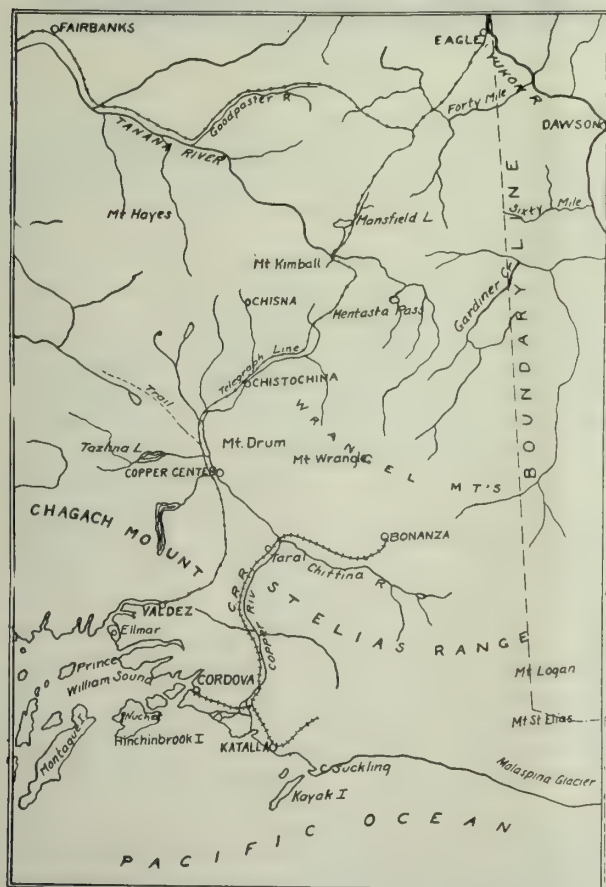 FAIRBANKS
EAGLE
YUKON R
Forty Mile
DAWSON
Goodpaster R
TANANA RIVER
Sixty Mile
Mansfield L
Mt Hayes
Mt Kimball
Gardiner Ck
BOUNDARY LINE
CHISNA
Mentasta Pass
Telegraph Line
CHISTOCHINA
Trail
WRANGEL MT'S
Mt. Drum
Tazlina L
Mt Wrangle
COPPER CENTER
CHAGACH MOUNT
BONANZA
Taral
Chittina R
C.R.R
Copper Riv
ST ELIAS RANGE
VALDEZ
Ellmar
Prince
William Sound
Mt Logan
CORDOVA
Nuchek
Mt St Elias
Hinchinbrook I
Montague I
KATALLAH
C Suckling
Malaspina Glacier
Kayak I
PACIFIC OCEAN